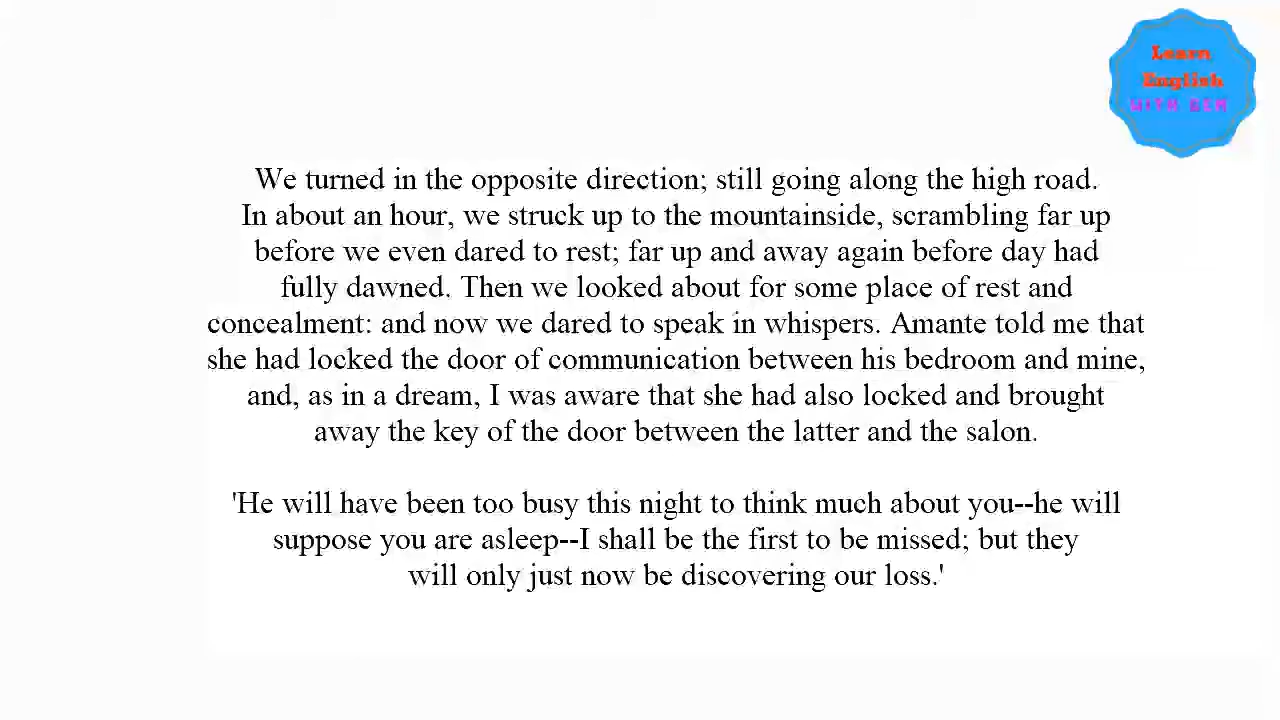 Learn
English
WITH BEN
We turned in the opposite direction; still going along the high road.
In about an hour, we struck up to the mountainside, scrambling far up
before we even dared to rest; far up and away again before day had
fully dawned. Then we looked about for some place of rest and
concealment: and now we dared to speak in whispers. Amante told me that
she had locked the door of communication between his bedroom and mine,
and, as in a dream, I was aware that she had also locked and brought
away the key of the door between the latter and the salon.
'He will have been too busy this night to think much about you--he will
suppose you are asleep--I shall be the first to be missed; but they
will only just now be discovering our loss.'